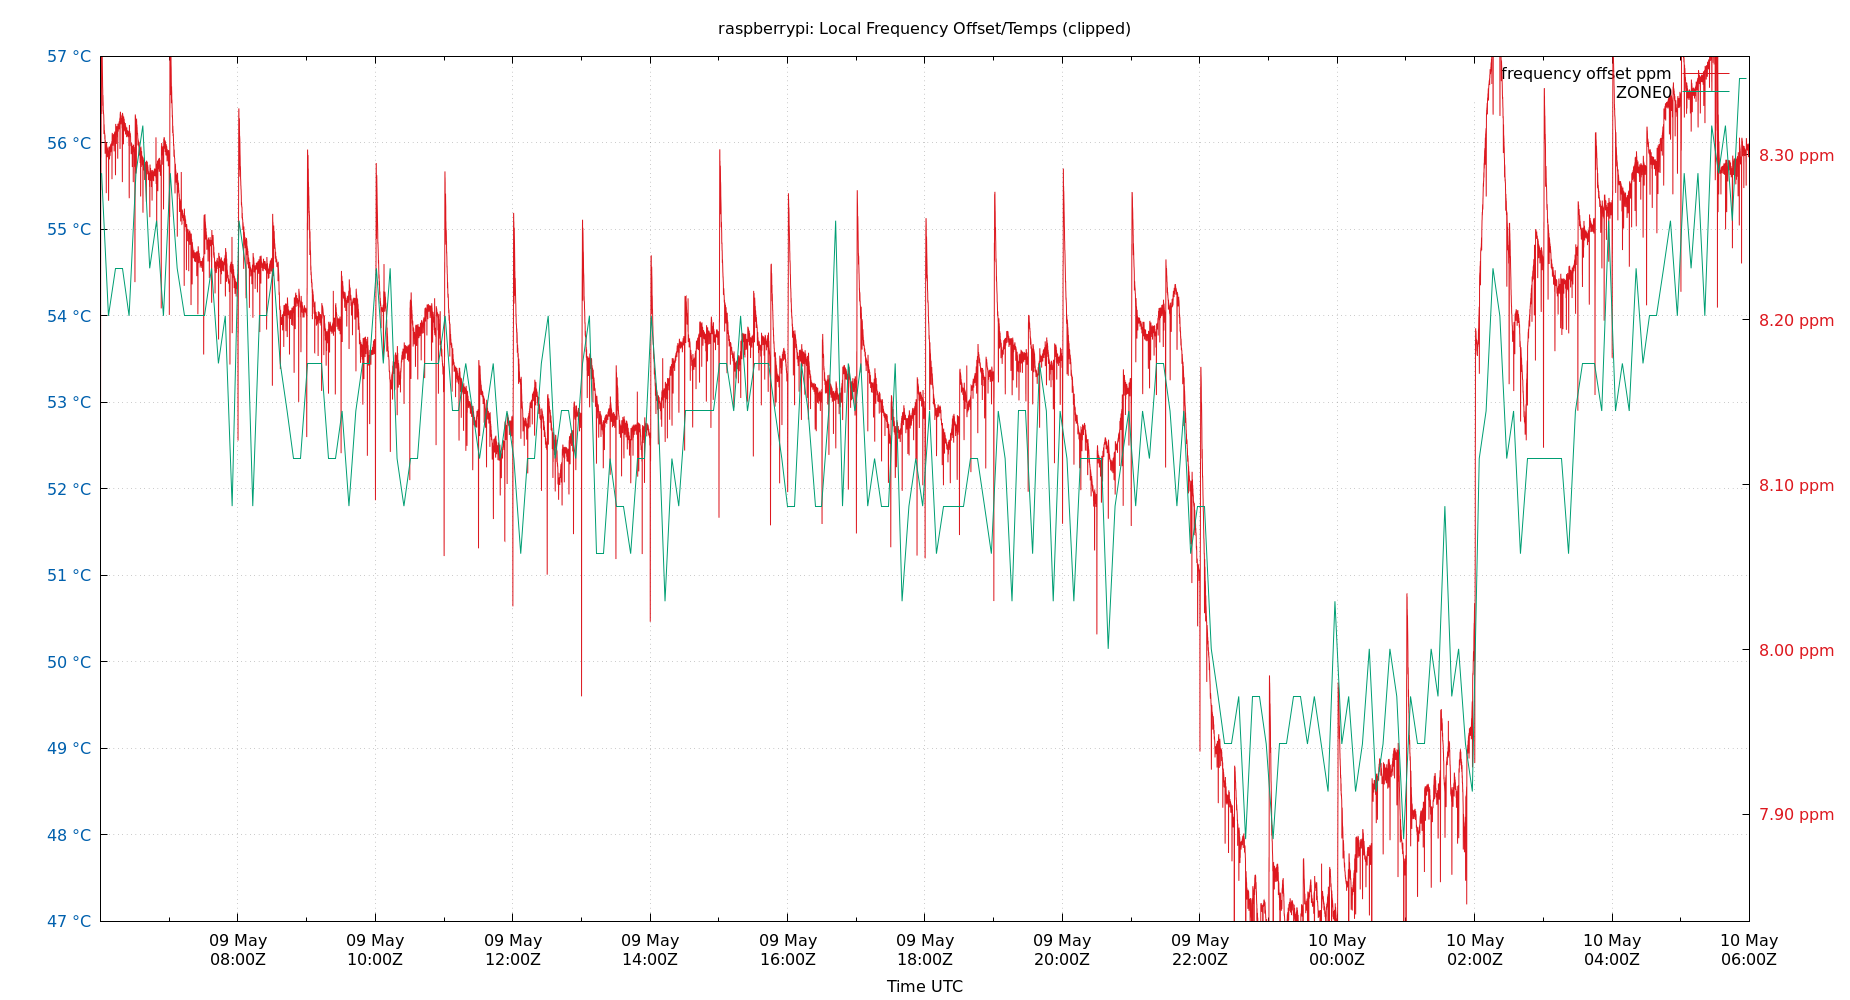 raspberrypi: Local Frequency Offset/Temps (clipped)
57 °C
frequency offset ppm
ZONE0
56 °C
8.30 ppm
55 °C
54 °C
8.20 ppm
53 °C
52 °C
8.10 ppm
51 °C
50 °C
8.00 ppm
49 °C
48 °C
7.90 ppm
47 °C
09 May 09 May 09 May 09 May 09 May 09 May 09 May 09 May 10 May 10 May 10 May 10 May
08:00Z 10:00Z 12:00Z 14:00Z 16:00Z 18:00Z 20:00Z 22:00Z 00:00Z 02:00Z 04:00Z 06:00Z
Time UTC